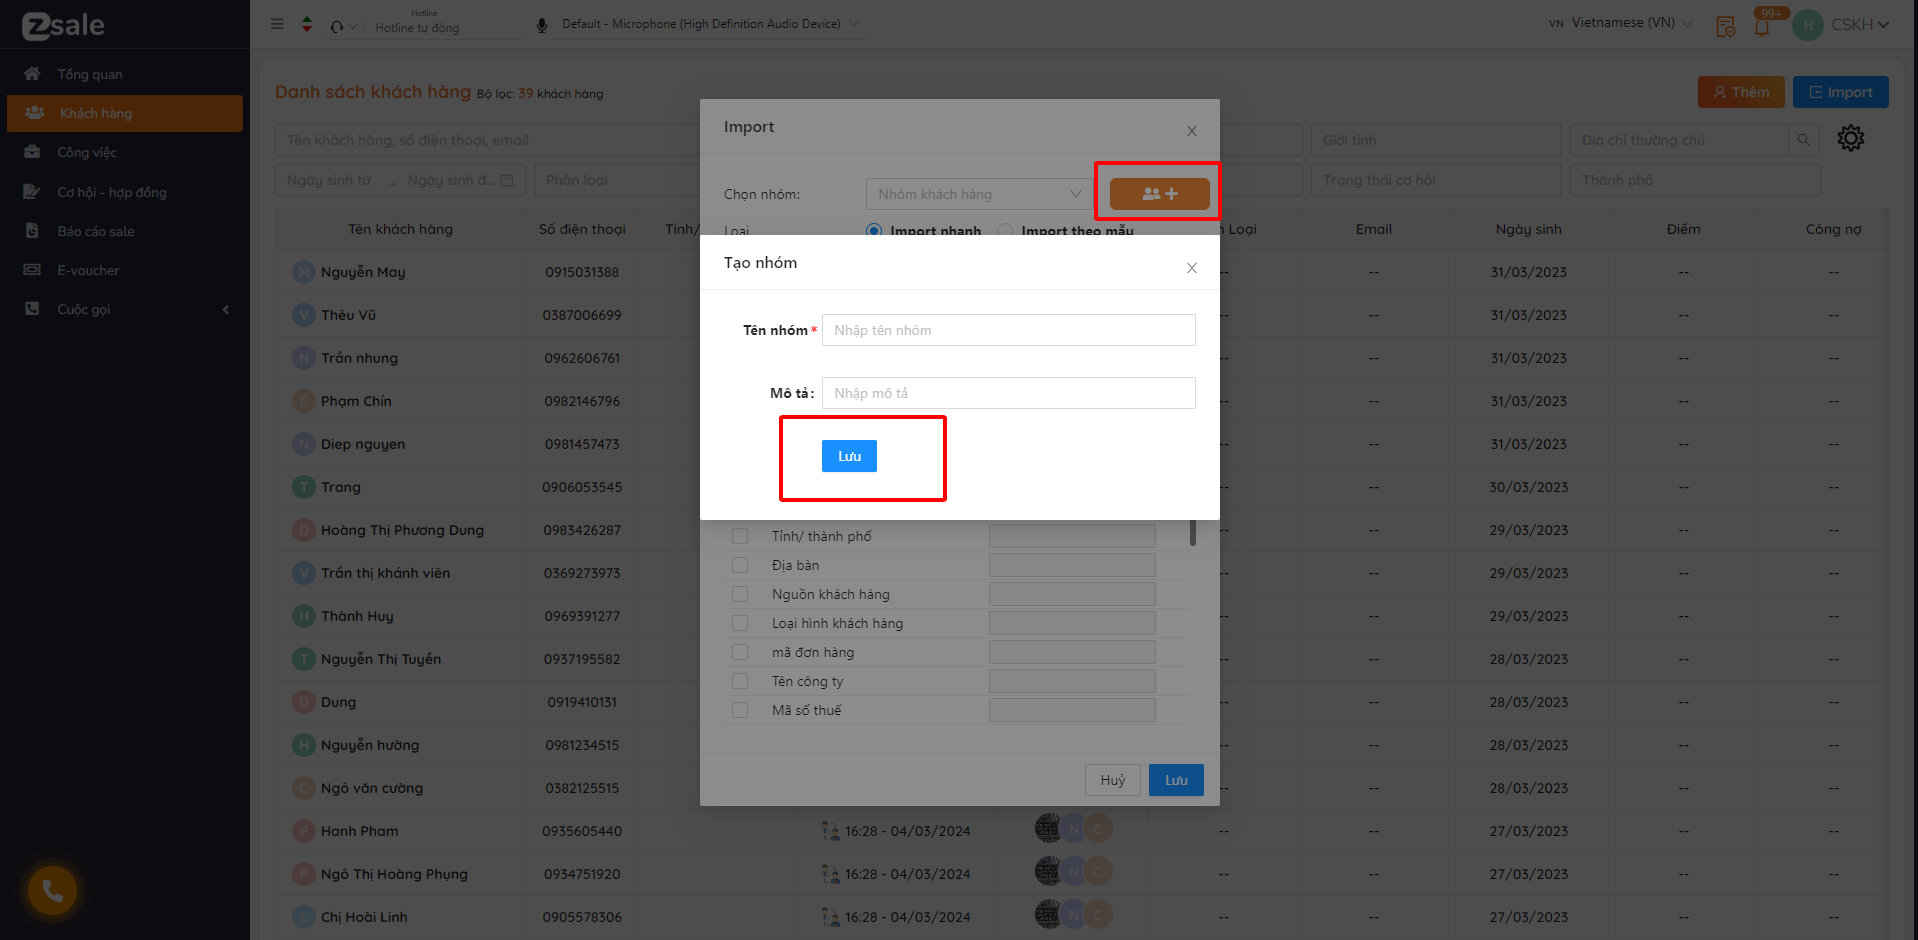 zsale
Hotline
Hotline tự động
Default - Microphone (High Definition Audio Device)
VN Vietnamese (VN)
99+
H
CSKH
Tổng quan
Khách hàng
Công việc
Cơ hội - hợp đồng
Báo cáo sale
E-voucher
Cuộc gọi
Danh sách khách hàng Bộ lọc: 39 khách hàng
Thêm
Import
Tên khách hàng, số điện thoại, email
Giới tính
Địa chỉ thường chú
Ngày sinh từ
Ngày sinh đ...
Phân loại
Trạng thái cơ hội
Thành phố
Import
Chọn nhóm: Nhóm khách hàng
Loại Import nhanh Import theo mẫu
Tạo nhóm
Tên nhóm* Nhập tên nhóm
Mô tả: Nhập mô tả
Lưu
Tỉnh/ thành phố
Địa bàn
Nguồn khách hàng
Loại hình khách hàng
mã đơn hàng
Tên công ty
Mã số thuế
Huỷ Lưu
Tên khách hàng Số điện thoại Tỉnh/ Loại Email Ngày sinh Điểm Công nợ
N Nguyễn May 0915031388 -- -- 31/03/2023 -- --
V Thêu Vũ 0387006699 -- -- 31/03/2023 -- --
N Trần nhung 0962606761 -- -- 31/03/2023 -- --
C Phạm Chín 0982146796 -- -- 31/03/2023 -- --
N Diep nguyen 0981457473 -- -- 31/03/2023 -- --
T Trang 0906053545 -- -- 30/03/2023 -- --
D Hoàng Thị Phương Dung 0983426287 -- -- 29/03/2023 -- --
V Trần thị khánh viên 0369273973 -- -- 29/03/2023 -- --
H Thành Huy 0969391277 -- -- 29/03/2023 -- --
T Nguyễn Thị Tuyền 0937195582 -- -- 28/03/2023 -- --
D Dung 0919410131 -- -- 28/03/2023 -- --
H Nguyễn hường 0981234515 -- -- 28/03/2023 -- --
C Ngô văn cường 0382125515 -- -- 28/03/2023 -- --
P Hanh Pham 0935605440 16:28 - 04/03/2024 N C -- -- 27/03/2023 -- --
P Ngô Thị Hoàng Phụng 0934751920 16:28 - 04/03/2024 N C -- -- 27/03/2023 -- --
L Chị Hoài Linh 0905578306 16:28 - 04/03/2024 N C -- -- 27/03/2023 -- --